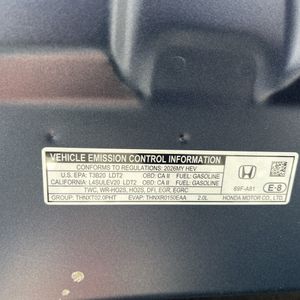 VEHICLE EMISSION CONTROL INFORMATION
CONFORMS TO REGULATIONS: 2026MY HEV
U.S. EPA: T3B20 LDT2 OBD: CA II FUEL: GASOLINE
CALIFORNIA: L4SULEV20 LDT2 OBD: CA II FUEL: GASOLINE
TWC, WR-HO2S, HO2S, DFI, EGR, EGRC
GROUP: THNXT02.0PHT EVAP: THNXR0150EAA 2.0L
69F-A81 E-8
HONDA MOTOR CO., LTD.